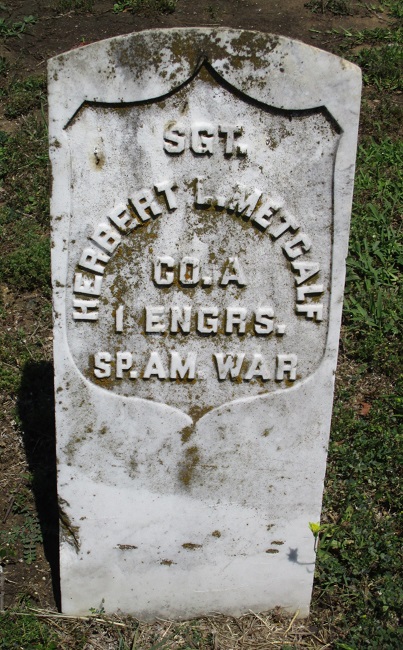 SGT.
HERBERT L. METCALF
CO. A
1 ENGRS.
SP. AM. WAR